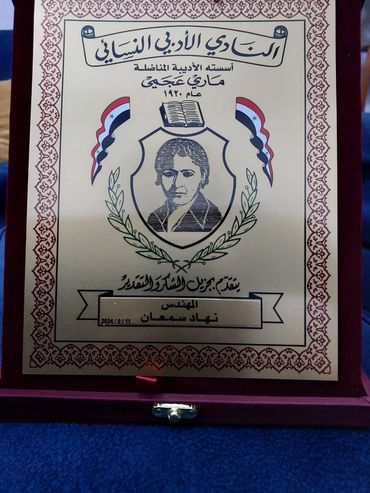 النادي الأدبي النسائي
أسسته الأديبة المناضلة
ماري عجمي
عام ١٩٢٠
يتقدم بجزيل الشكر والتقدير
المهندس
نهاد سمعان
2024 / 9 / 11